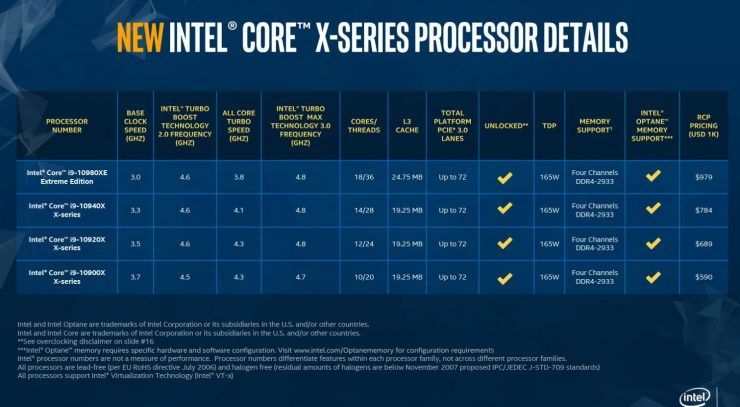 NEW INTEL® CORE™ X-SERIES PROCESSOR DETAILS
PROCESSOR NUMBER | BASE CLOCK SPEED (GHZ) | INTEL® TURBO BOOST TECHNOLOGY 2.0 FREQUENCY (GHZ) | ALL CORE TURBO SPEED (GHZ) | INTEL® TURBO BOOST MAX TECHNOLOGY 3.0 FREQUENCY (GHZ) | CORES/THREADS | L3 CACHE | TOTAL PLATFORM PCIE® 3.0 LANES | UNLOCKED** | TDP | MEMORY SUPPORT¹ | INTEL® OPTANE™ MEMORY SUPPORT*** | RCP PRICING (USD 1K)
Intel® Core™ i9-10980XE Extreme Edition | 3.0 | 4.6 | 3.8 | 4.8 | 18/36 | 24.75 MB | Up to 72 | ✓ | 165W | Four Channels DDR4-2933 | ✓ | $979
Intel® Core™ i9-10940X X-series | 3.3 | 4.6 | 4.1 | 4.8 | 14/28 | 19.25 MB | Up to 72 | ✓ | 165W | Four Channels DDR4-2933 | ✓ | $784
Intel® Core™ i9-10920X X-series | 3.5 | 4.6 | 4.3 | 4.8 | 12/24 | 19.25 MB | Up to 72 | ✓ | 165W | Four Channels DDR4-2933 | ✓ | $689
Intel® Core™ i9-10900X X-series | 3.7 | 4.5 | 4.3 | 4.7 | 10/20 | 19.25 MB | Up to 72 | ✓ | 165W | Four Channels DDR4-2933 | ✓ | $590
Intel and Intel Optane are trademarks of Intel Corporation or its subsidiaries in the U.S. and/or other countries.
Intel and Intel Core are trademarks of Intel Corporation or its subsidiaries in the U.S. and/or other countries.
**See overclocking disclaimer on slide #16
***Intel® Optane™ memory requires specific hardware and software configuration. Visit www.intel.com/Optanememory for configuration requirements
Intel® processor numbers are not a measure of performance. Processor numbers differentiate features within each processor family, not across different processor families.
All processors are lead-free (per EU RoHS directive July 2006) and halogen free (residual amounts of halogens are below November 2007 proposed IPC/JEDEC J-STD-709 standards)
All processors support Intel® Virtualization Technology (Intel® VT-x)
intel